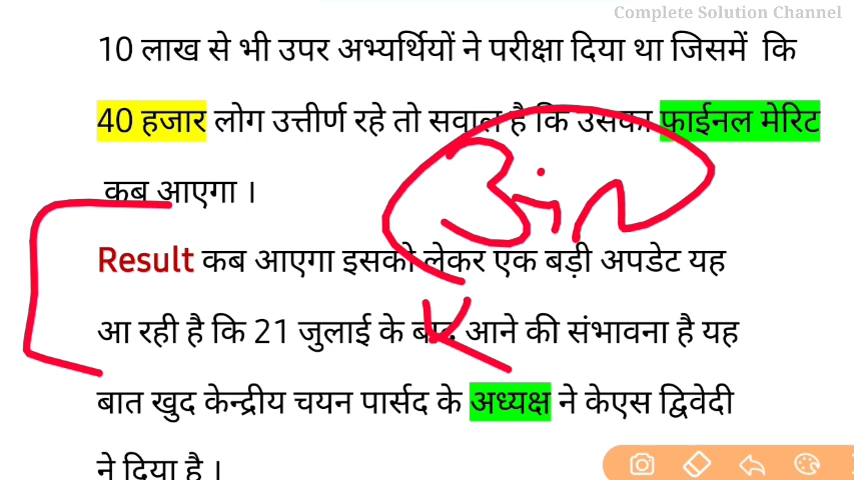 Complete Solution Channel
10 लाख से भी उपर अभ्यर्थियों ने परीक्षा दिया था जिसमें कि
40 हजार लोग उत्तीर्ण रहे तो सवाल है कि उसका फाईनल मेरिट
कब आएगा ।
Result कब आएगा इसको लेकर एक बड़ी अपडेट यह
आ रही है कि 21 जुलाई के बाद आने की संभावना है यह
बात खुद केन्द्रीय चयन पार्सद के अध्यक्ष ने केएस द्विवेदी
ने दिया है ।